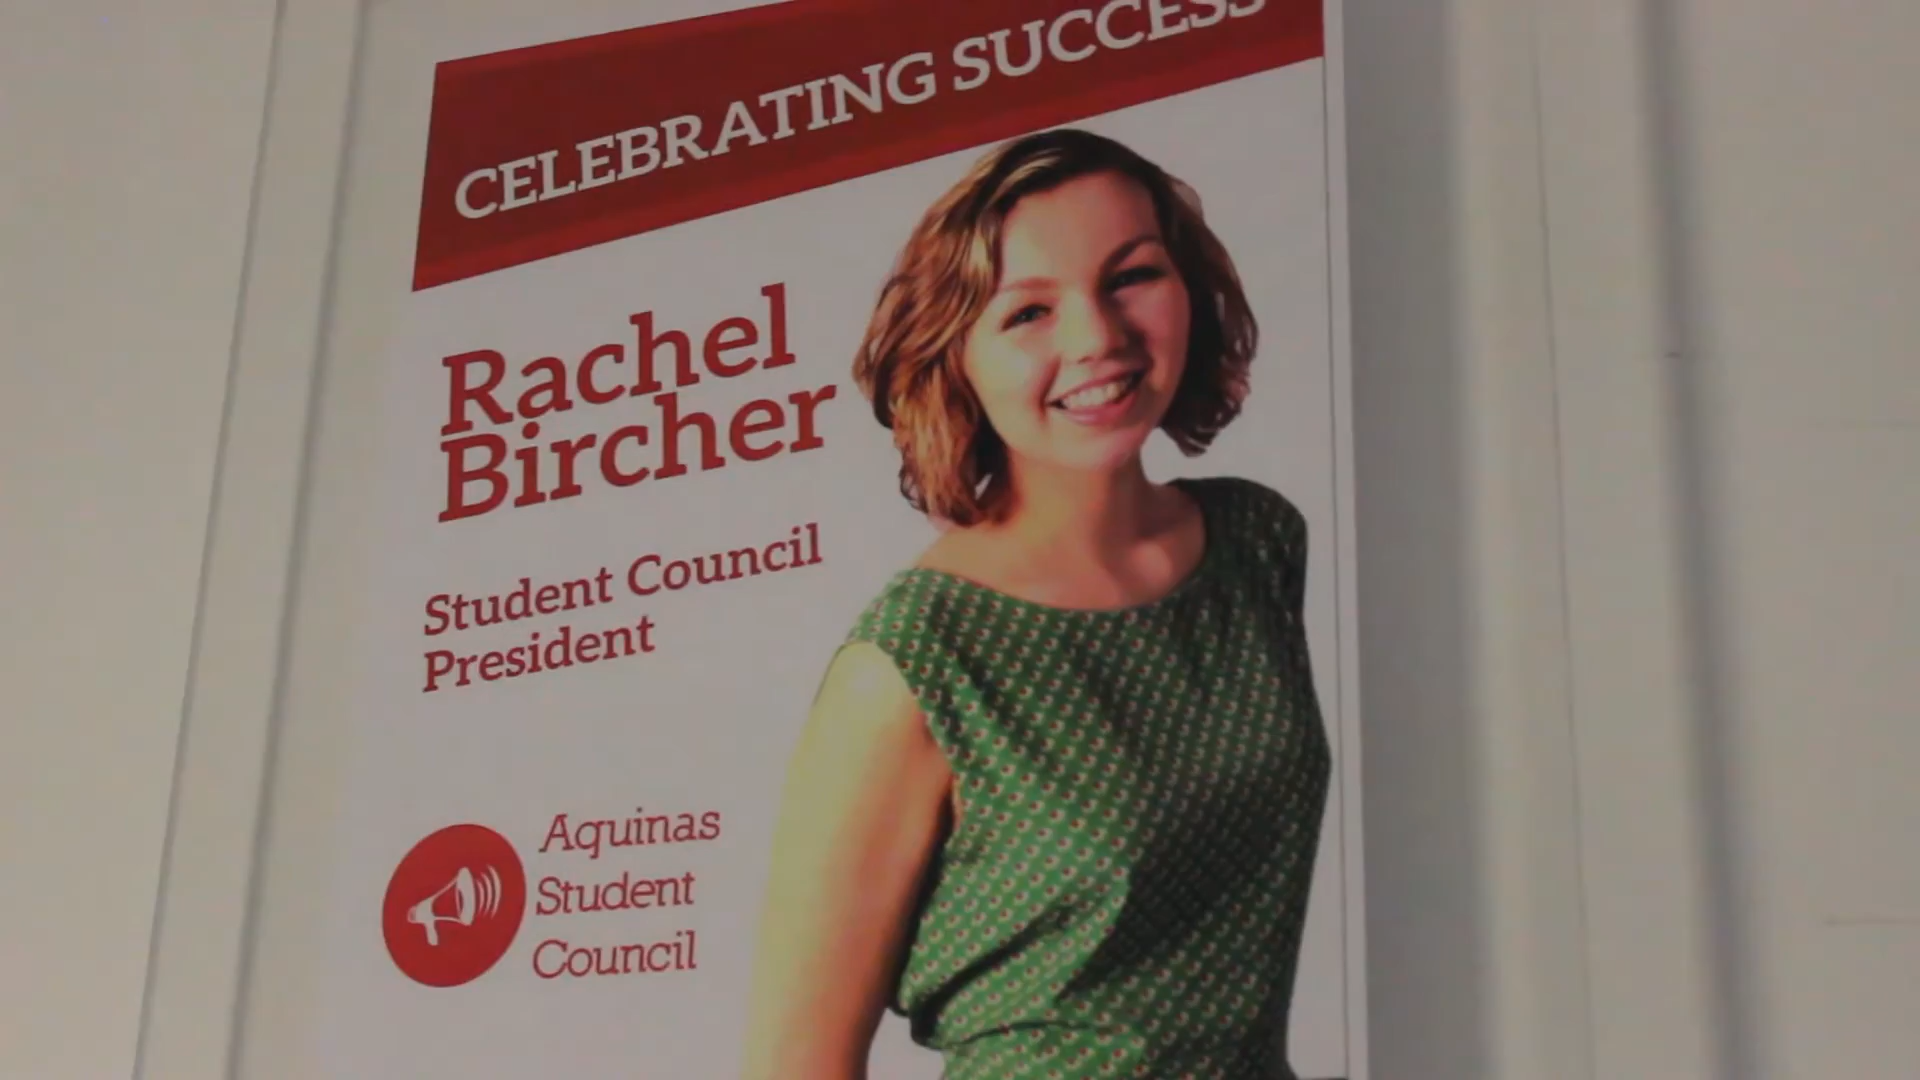 CELEBRATING SUCCESS
Rachel
Bircher
Student Council
President
Aquinas
Student
Council